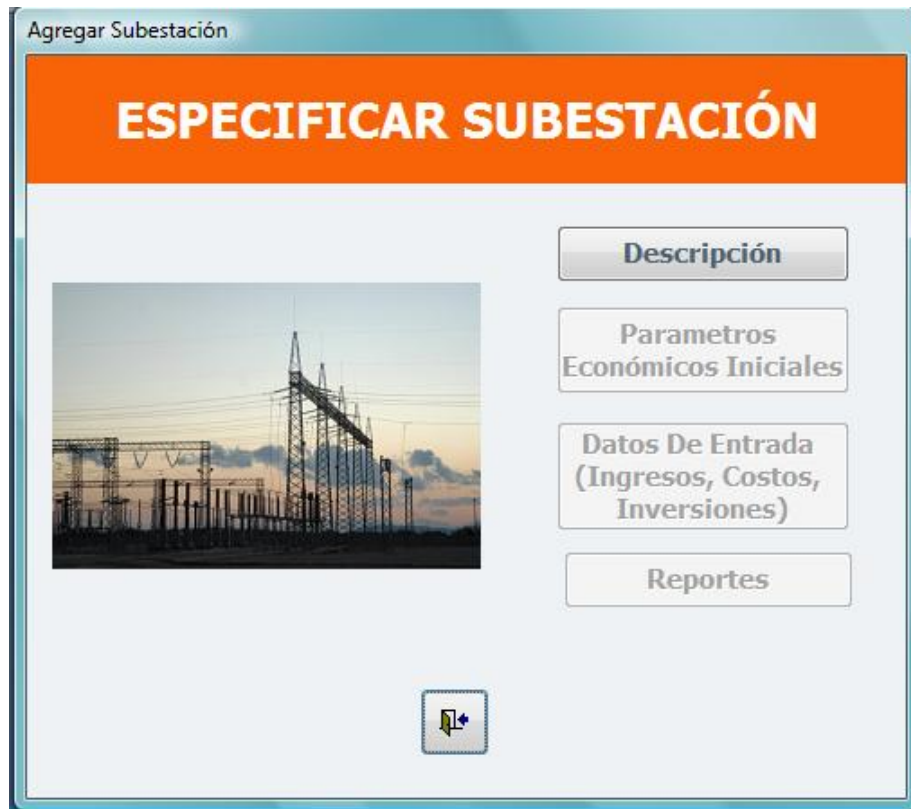 Agregar Subestación
ESPECIFICAR SUBESTACIÓN
Descripción
Parametros
Económicos Iniciales
Datos De Entrada
(Ingresos, Costos,
Inversiones)
Reportes